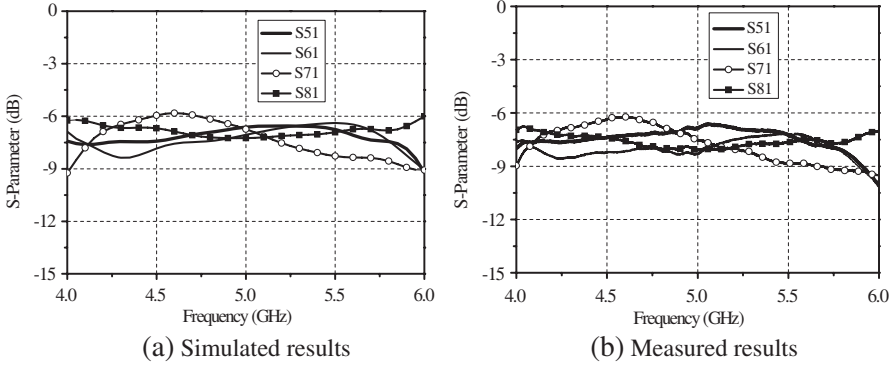 0
-3
-6
-9
-12
-15
S-Parameter (dB)
S51
S61
S71
S81
4.0
4.5
5.0
5.5
6.0
Frequency (GHz)
(a) Simulated results
0
-3
-6
-9
-12
-15
S-Parameter (dB)
S51
S61
S71
S81
4.0
4.5
5.0
5.5
6.0
Frequency (GHz)
(b) Measured results